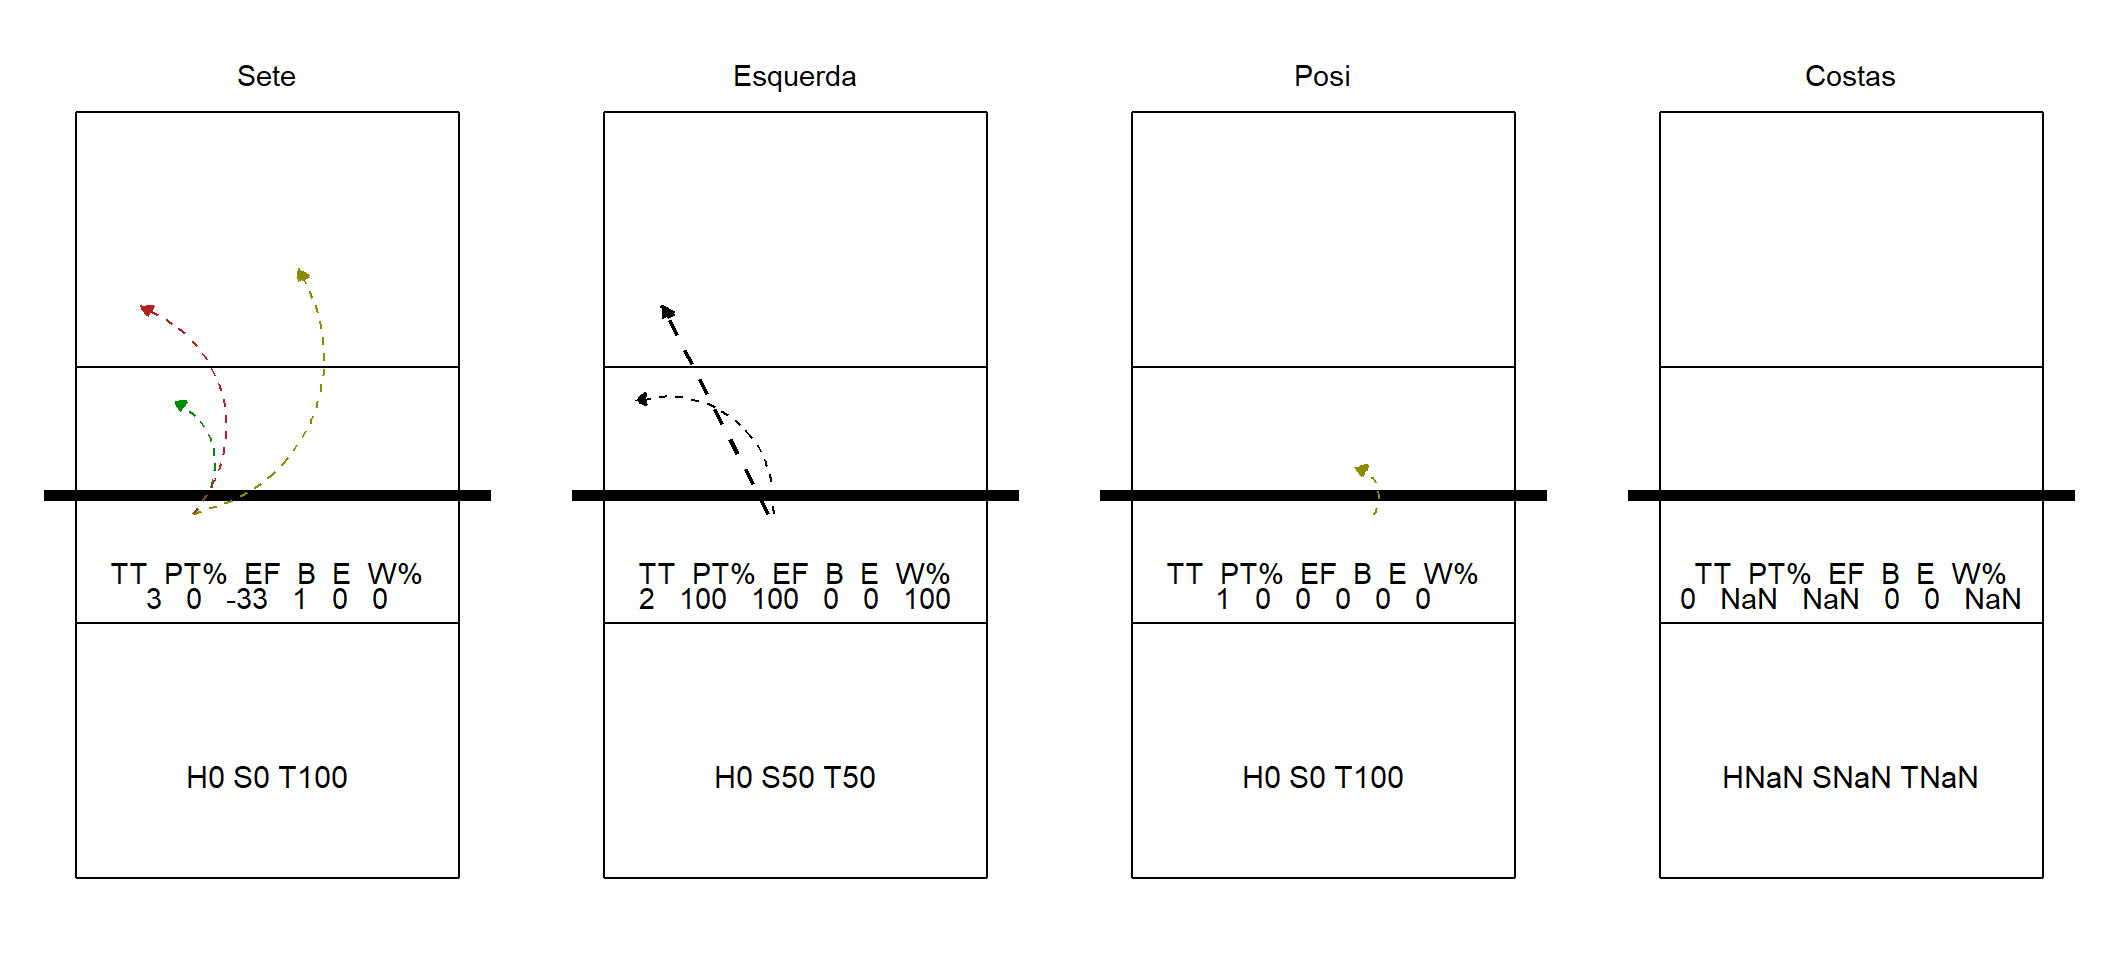 Sete
TT PT% EF B E W%
3 0 -33 1 0 0
H0 S0 T100
Esquerda
TT PT% EF B E W%
2 100 100 0 0 100
H0 S50 T50
Posi
TT PT% EF B E W%
1 0 0 0 0 0
H0 S0 T100
Costas
TT PT% EF B E W%
0 NaN NaN 0 0 NaN
HNaN SNaN TNaN